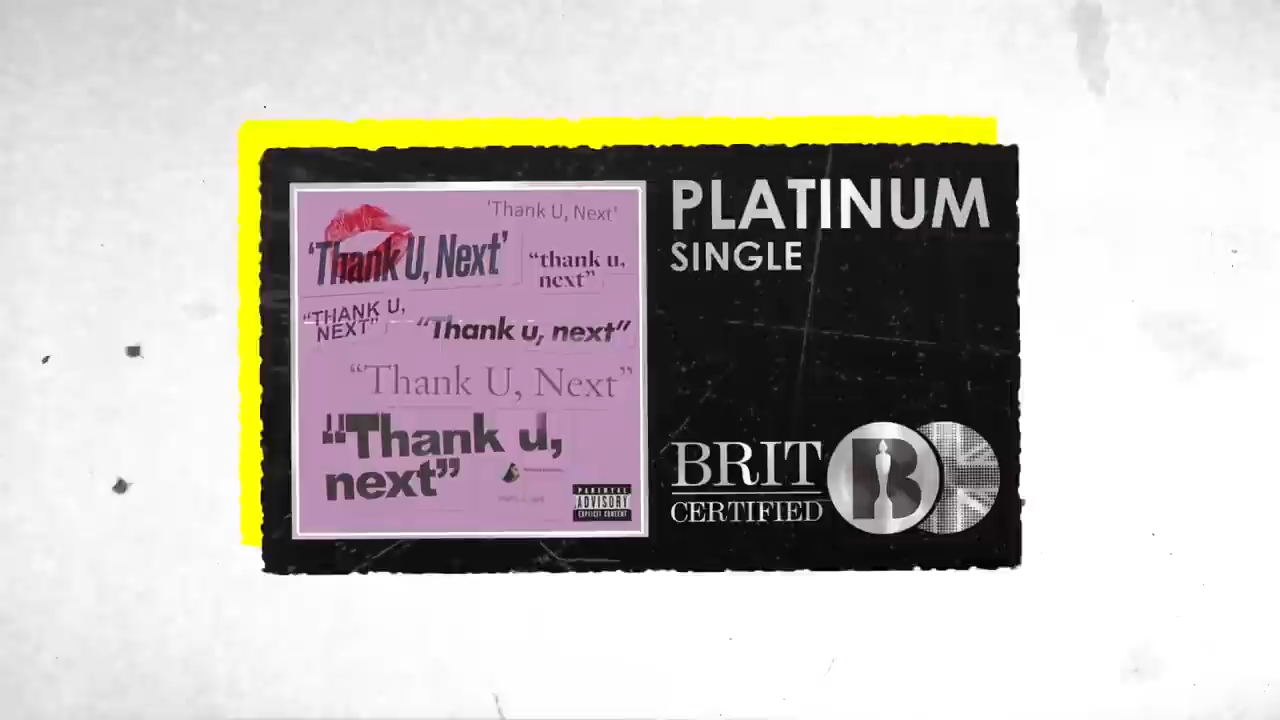 'Thank U, Next'
‘Thank U, Next’
“thank u,
next”
“THANK U,
NEXT”
“Thank u, next”
“Thank U, Next”
“Thank u,
next”
PARENTAL
ADVISORY
EXPLICIT CONTENT
PLATINUM
SINGLE
BRIT
CERTIFIED
B